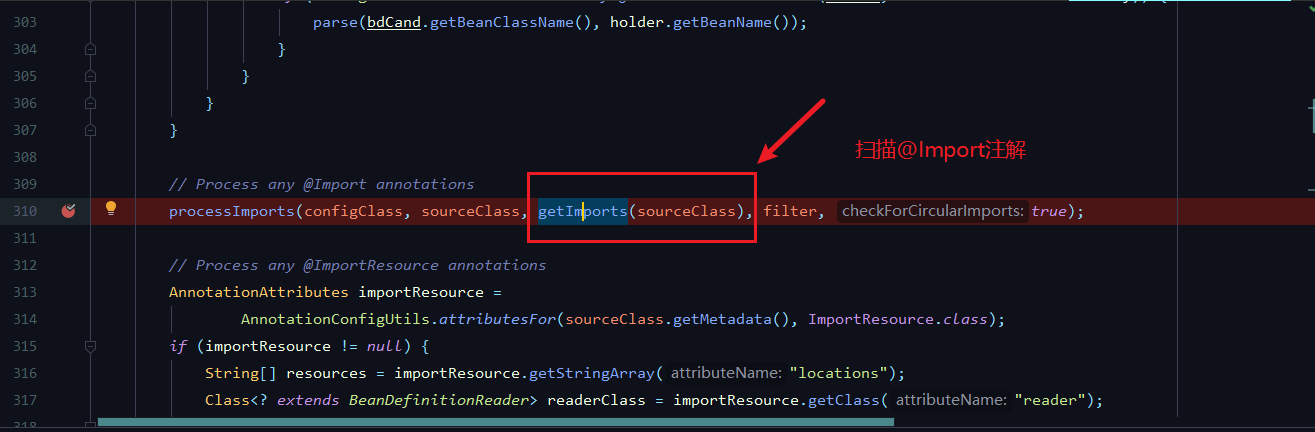 303 parse(bdCand.getBeanClassName(), holder.getBeanName());
304 }
305 }
306 }
307 }
308
扫描@Import注解
309 // Process any @Import annotations
310 processImports(configClass, sourceClass, getImports(sourceClass), filter, checkForCircularImports: true);
311
312 // Process any @ImportResource annotations
313 AnnotationAttributes importResource =
314 AnnotationConfigUtils.attributesFor(sourceClass.getMetadata(), ImportResource.class);
315 if (importResource != null) {
316 String[] resources = importResource.getStringArray( attributeName: "locations");
317 Class<? extends BeanDefinitionReader> readerClass = importResource.getClass( attributeName: "reader");
318